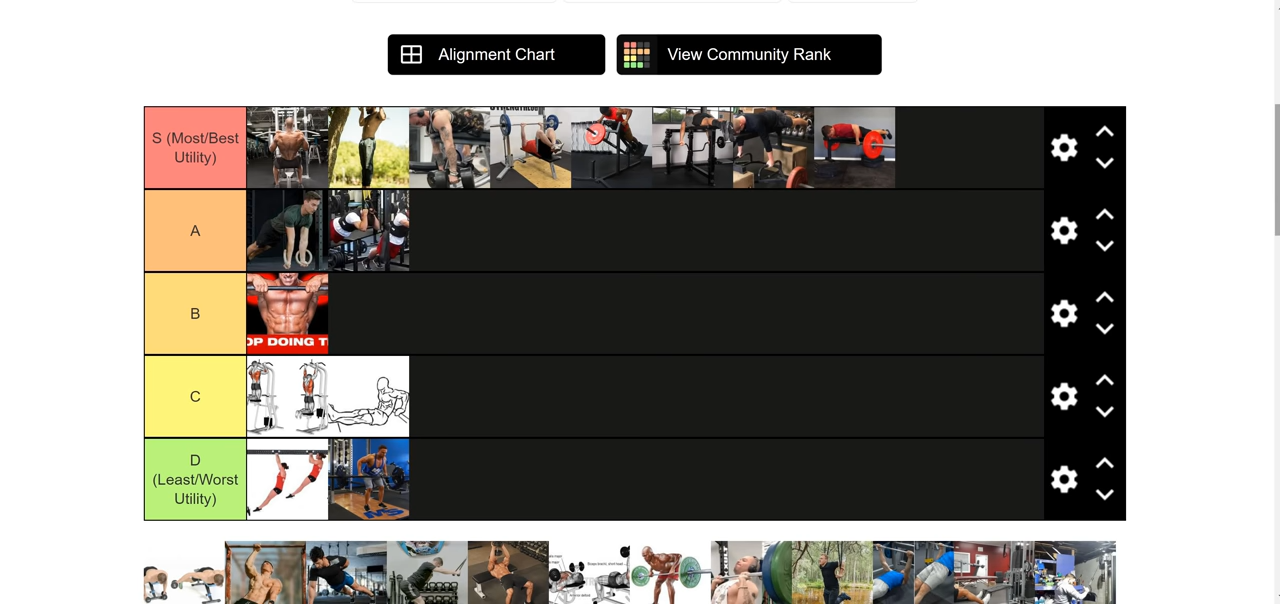 Alignment Chart
View Community Rank
S (Most/Best
Utility)
A
B
OP DOING T
C
D
(Least/Worst
Utility)